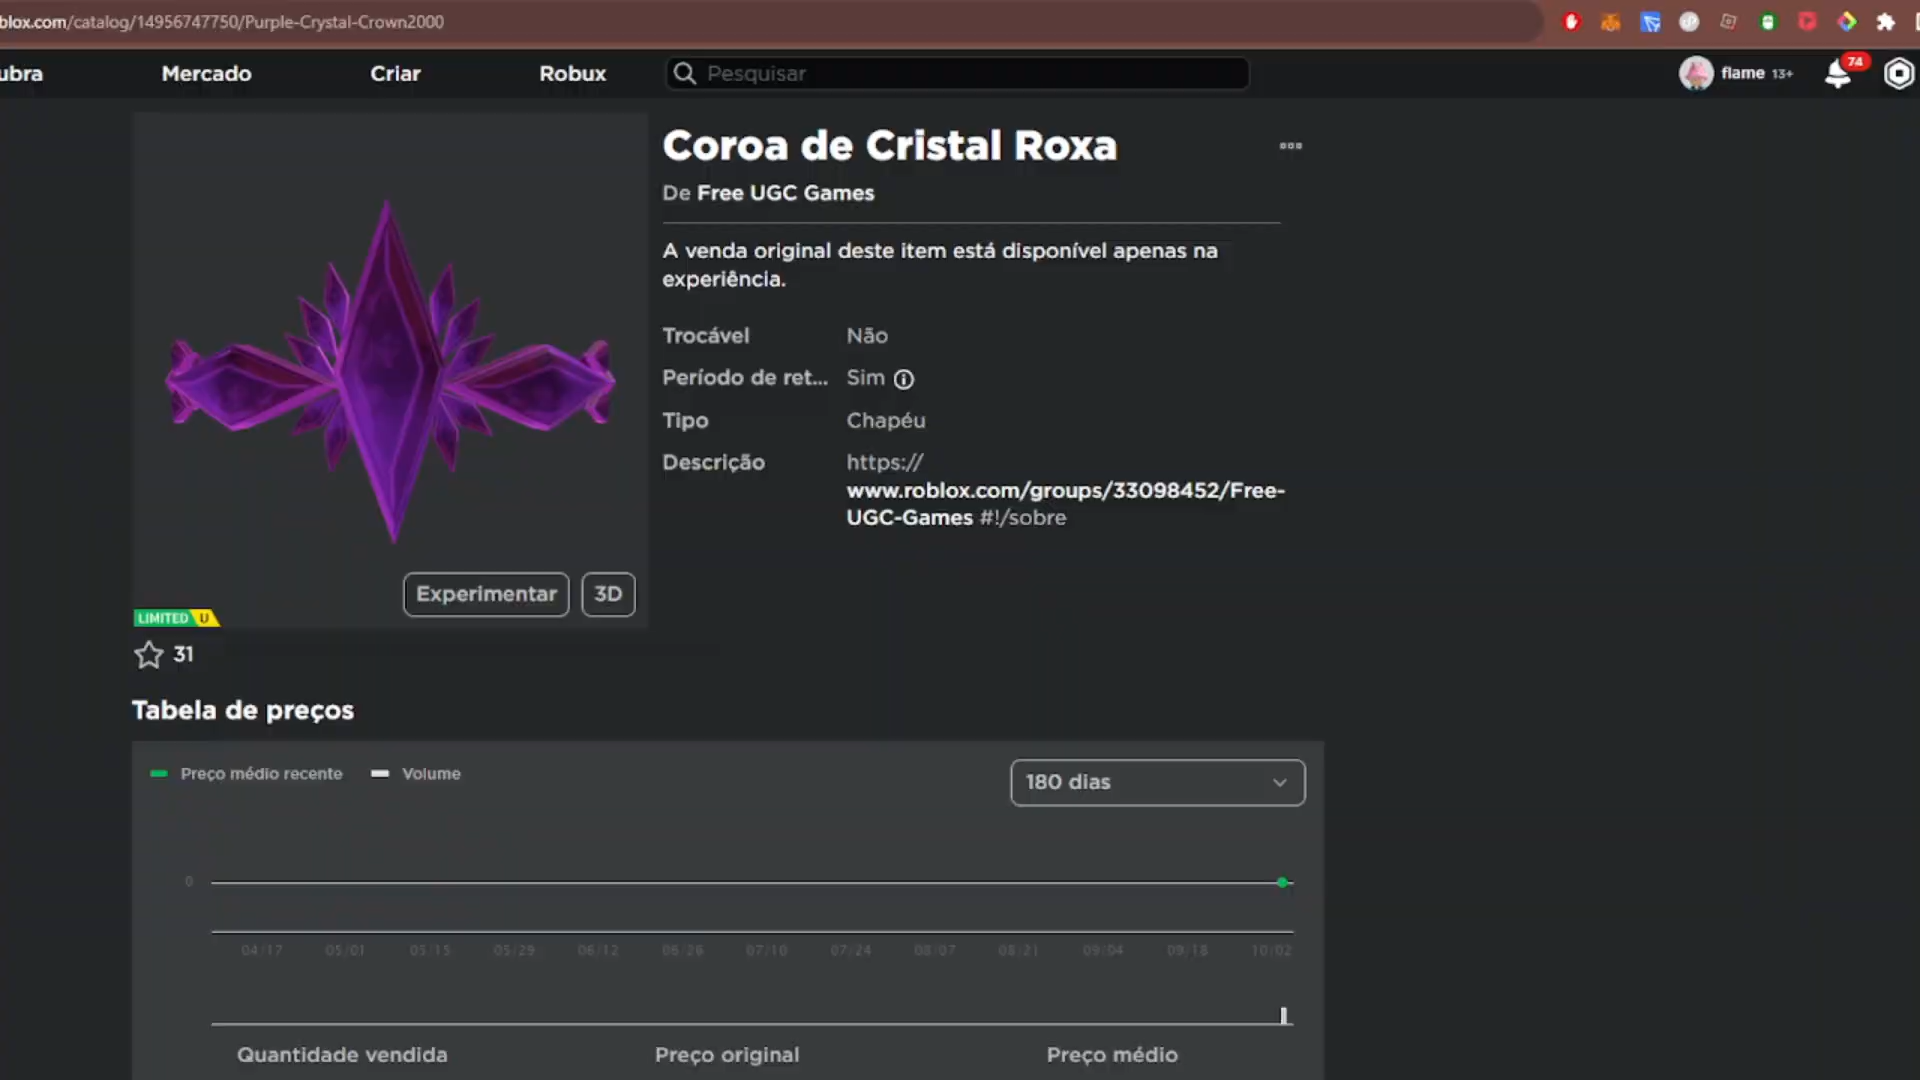 blox.com/catalog/14956747750/Purple-Crystal-Crown2000
ubra Mercado Criar Robux Pesquisar flame 13+ 74
Coroa de Cristal Roxa
De Free UGC Games
A venda original deste item está disponível apenas na
experiência.
Trocável Não
Período de ret... Sim
Tipo Chapéu
Descrição https://
www.roblox.com/groups/33098452/Free-
UGC-Games #!/sobre
Experimentar 3D
LIMITED U
31
Tabela de preços
Preço médio recente Volume 180 dias
0
04/17 05/01 05/15 05/29 06/12 06/26 07/10 07/24 08/07 08/21 09/04 09/18 10/02
Quantidade vendida Preço original Preço médio